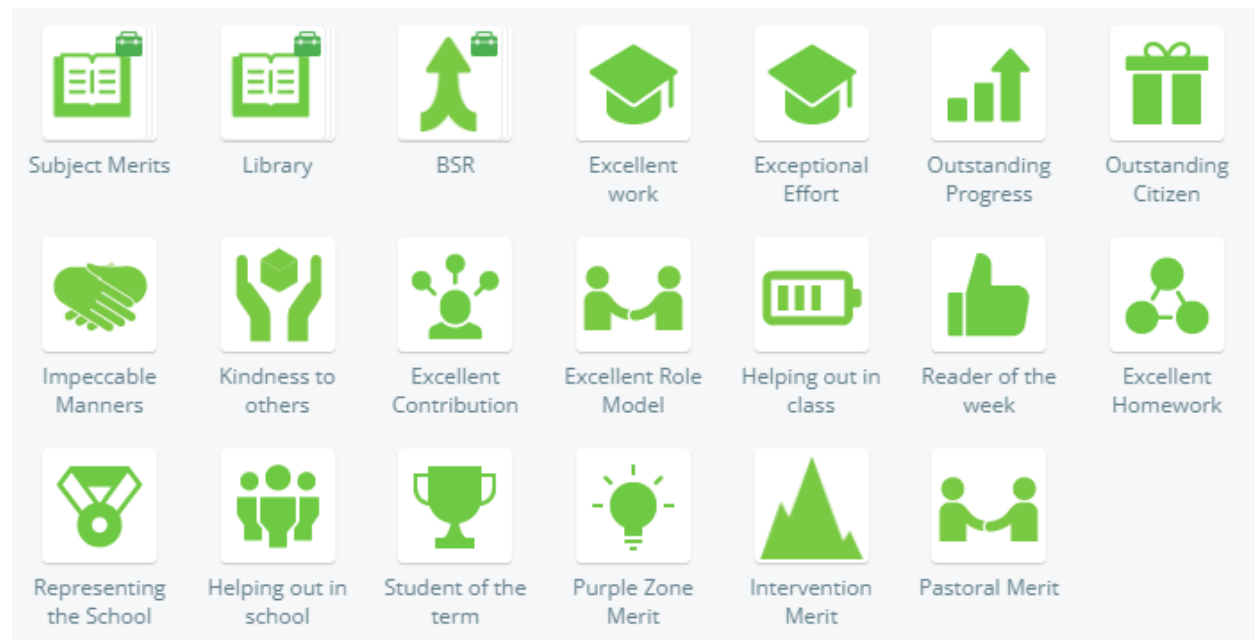 Subject Merits
Library
BSR
Excellent work
Exceptional Effort
Outstanding Progress
Outstanding Citizen
Impeccable Manners
Kindness to others
Excellent Contribution
Excellent Role Model
Helping out in class
Reader of the week
Excellent Homework
Representing the School
Helping out in school
Student of the term
Purple Zone Merit
Intervention Merit
Pastoral Merit